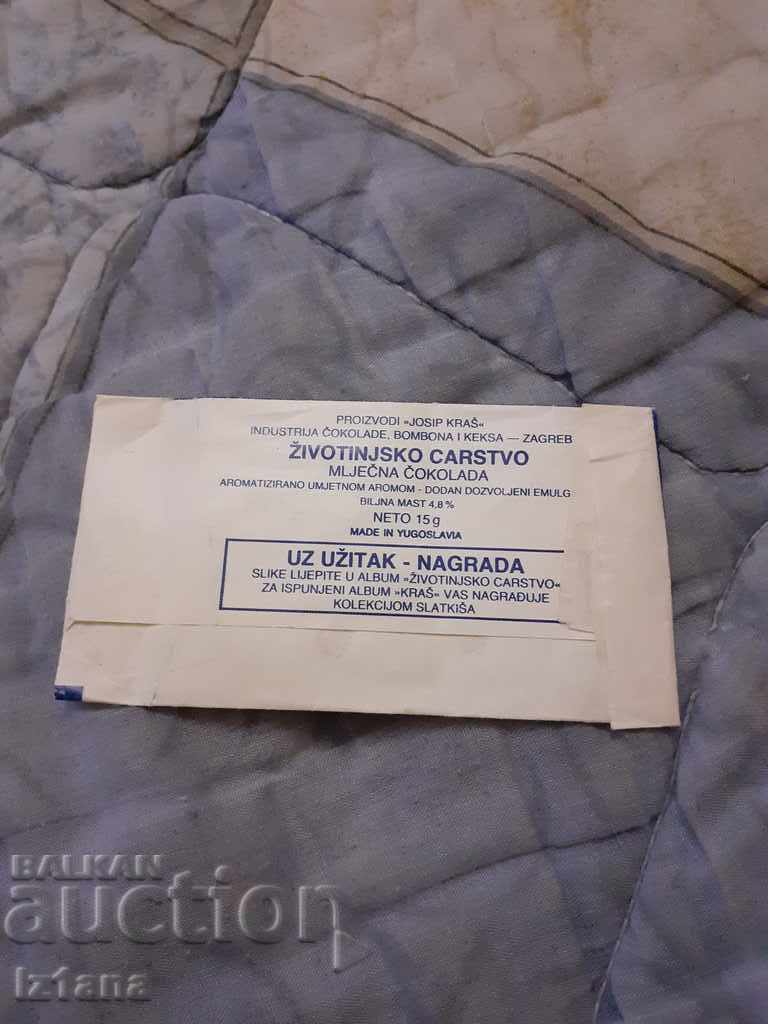 PROIZVODI »JOSIP KRAŠ«
INDUSTRIJA ČOKOLADE, BOMBONA I KEKSA — ZAGREB
ŽIVOTINJSKO CARSTVO
MLJEČNA ČOKOLADA
AROMATIZIRANO UMJETNOM AROMOM - DODAN DOZVOLJENI EMULG
BILJNA MAST 4,8%
NETO 15g
MADE IN YUGOSLAVIA
UZ UŽITAK - NAGRADA
SLIKE LIJEPITE U ALBUM »ŽIVOTINJSKO CARSTVO«
ZA ISPUNJENI ALBUM »KRAŠ« VAS NAGRAĐUJE
KOLEKCIJOM SLATKIŠA
BALKAN
auction
Iz1ana